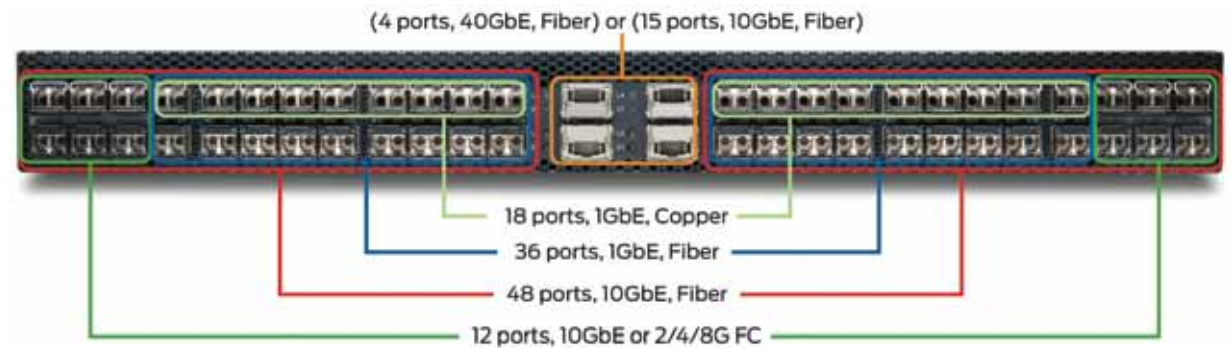 (4 ports, 40GbE, Fiber) or (15 ports, 10GbE, Fiber)
18 ports, 1GbE, Copper
36 ports, 1GbE, Fiber
48 ports, 10GbE, Fiber
12 ports, 10GbE or 2/4/8G FC